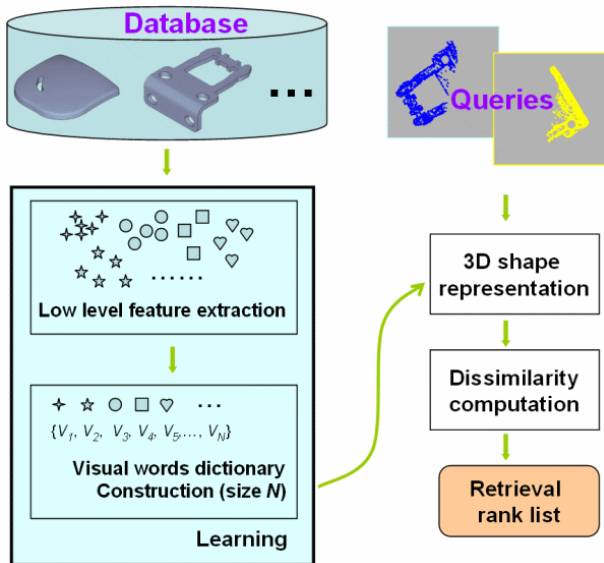 Database
...
Queries
Low level feature extraction
......
...
{V1, V2, V3, V4, V5,..., VN}
Visual words dictionary
Construction (size N)
Learning
3D shape
representation
Dissimilarity
computation
Retrieval
rank list